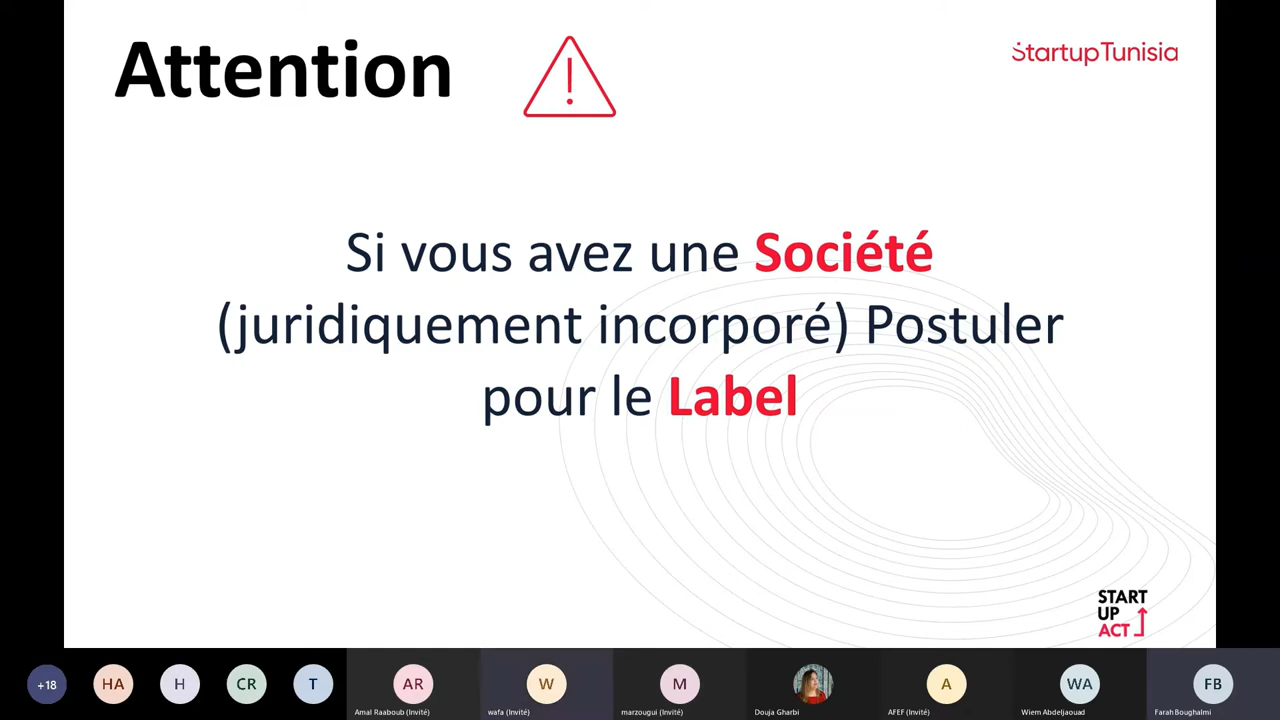 Attention
StartupTunisia
Si vous avez une Société
(juridiquement incorporé) Postuler
pour le Label
START
UP
ACT
+18
HA
H
CR
T
AR
W
M
A
WA
FB
Amal Raaboub (Invité)
wafa (Invité)
marzougui (Invité)
Douja Gharbi
AFEF (Invité)
Wiem Abdeljaouad
Farah Boughalmi